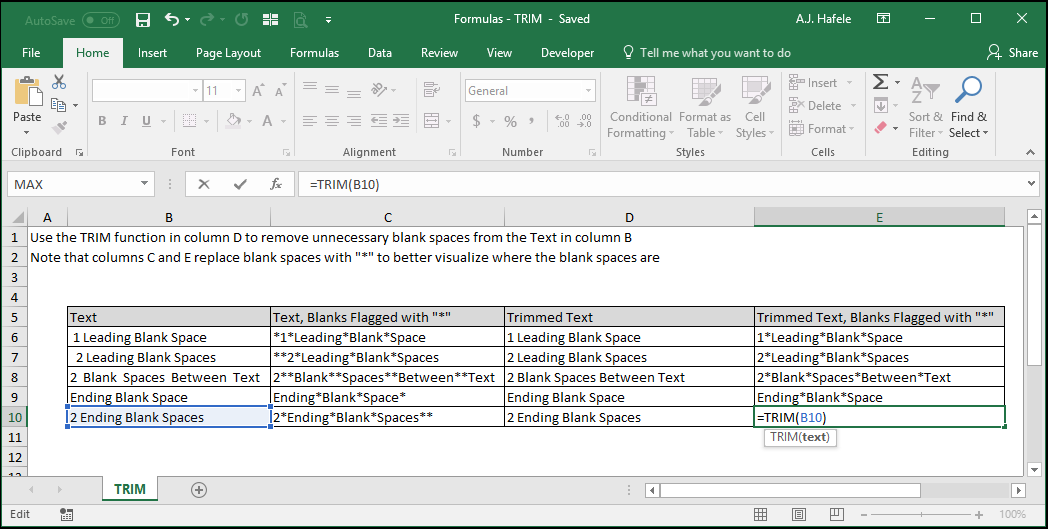 AutoSave Off Formulas - TRIM - Saved A.J. Hafele
File Home Insert Page Layout Formulas Data Review View Developer Tell me what you want to do Share
Paste
Clipboard
11 A A
B I U A
Font
ab
Alignment
General
$ % , .00 .0
Number
Conditional Formatting Format as Table Cell Styles
Styles
Insert
Delete
Format
Cells
Σ
Sort & Filter Find & Select
Editing
MAX fx =TRIM(B10)
A B C D E
1 Use the TRIM function in column D to remove unnecessary blank spaces from the Text in column B
2 Note that columns C and E replace blank spaces with "*" to better visualize where the blank spaces are
3
4
5 Text Text, Blanks Flagged with "*" Trimmed Text Trimmed Text, Blanks Flagged with "*"
6  1 Leading Blank Space *1*Leading*Blank*Space 1 Leading Blank Space 1*Leading*Blank*Space
7   2 Leading Blank Spaces **2*Leading*Blank*Spaces 2 Leading Blank Spaces 2*Leading*Blank*Spaces
8 2  Blank  Spaces  Between  Text 2**Blank**Spaces**Between**Text 2 Blank Spaces Between Text 2*Blank*Spaces*Between*Text
9 Ending Blank Space Ending*Blank*Space* Ending Blank Space Ending*Blank*Space
10 2 Ending Blank Spaces 2*Ending*Blank*Spaces** 2 Ending Blank Spaces =TRIM(B10)
11 TRIM(text)
12
TRIM
Edit 100%